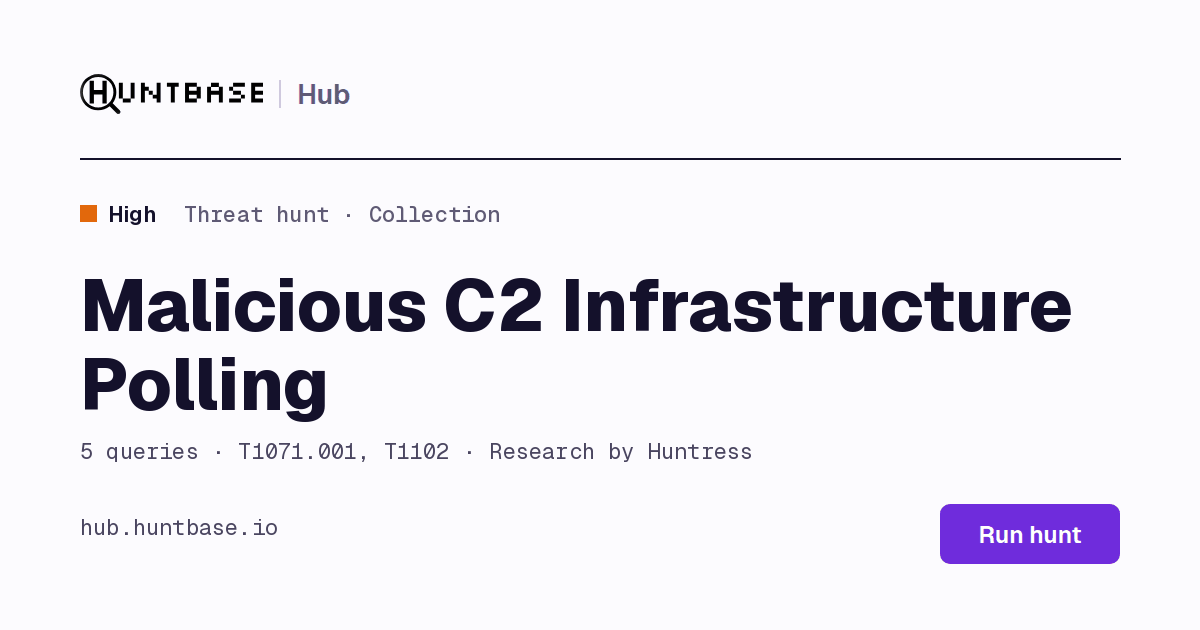 HUNTBASE Hub
High Threat hunt · Collection
Malicious C2 Infrastructure
Polling
5 queries · T1071.001, T1102 · Research by Huntress
hub.huntbase.io
Run hunt